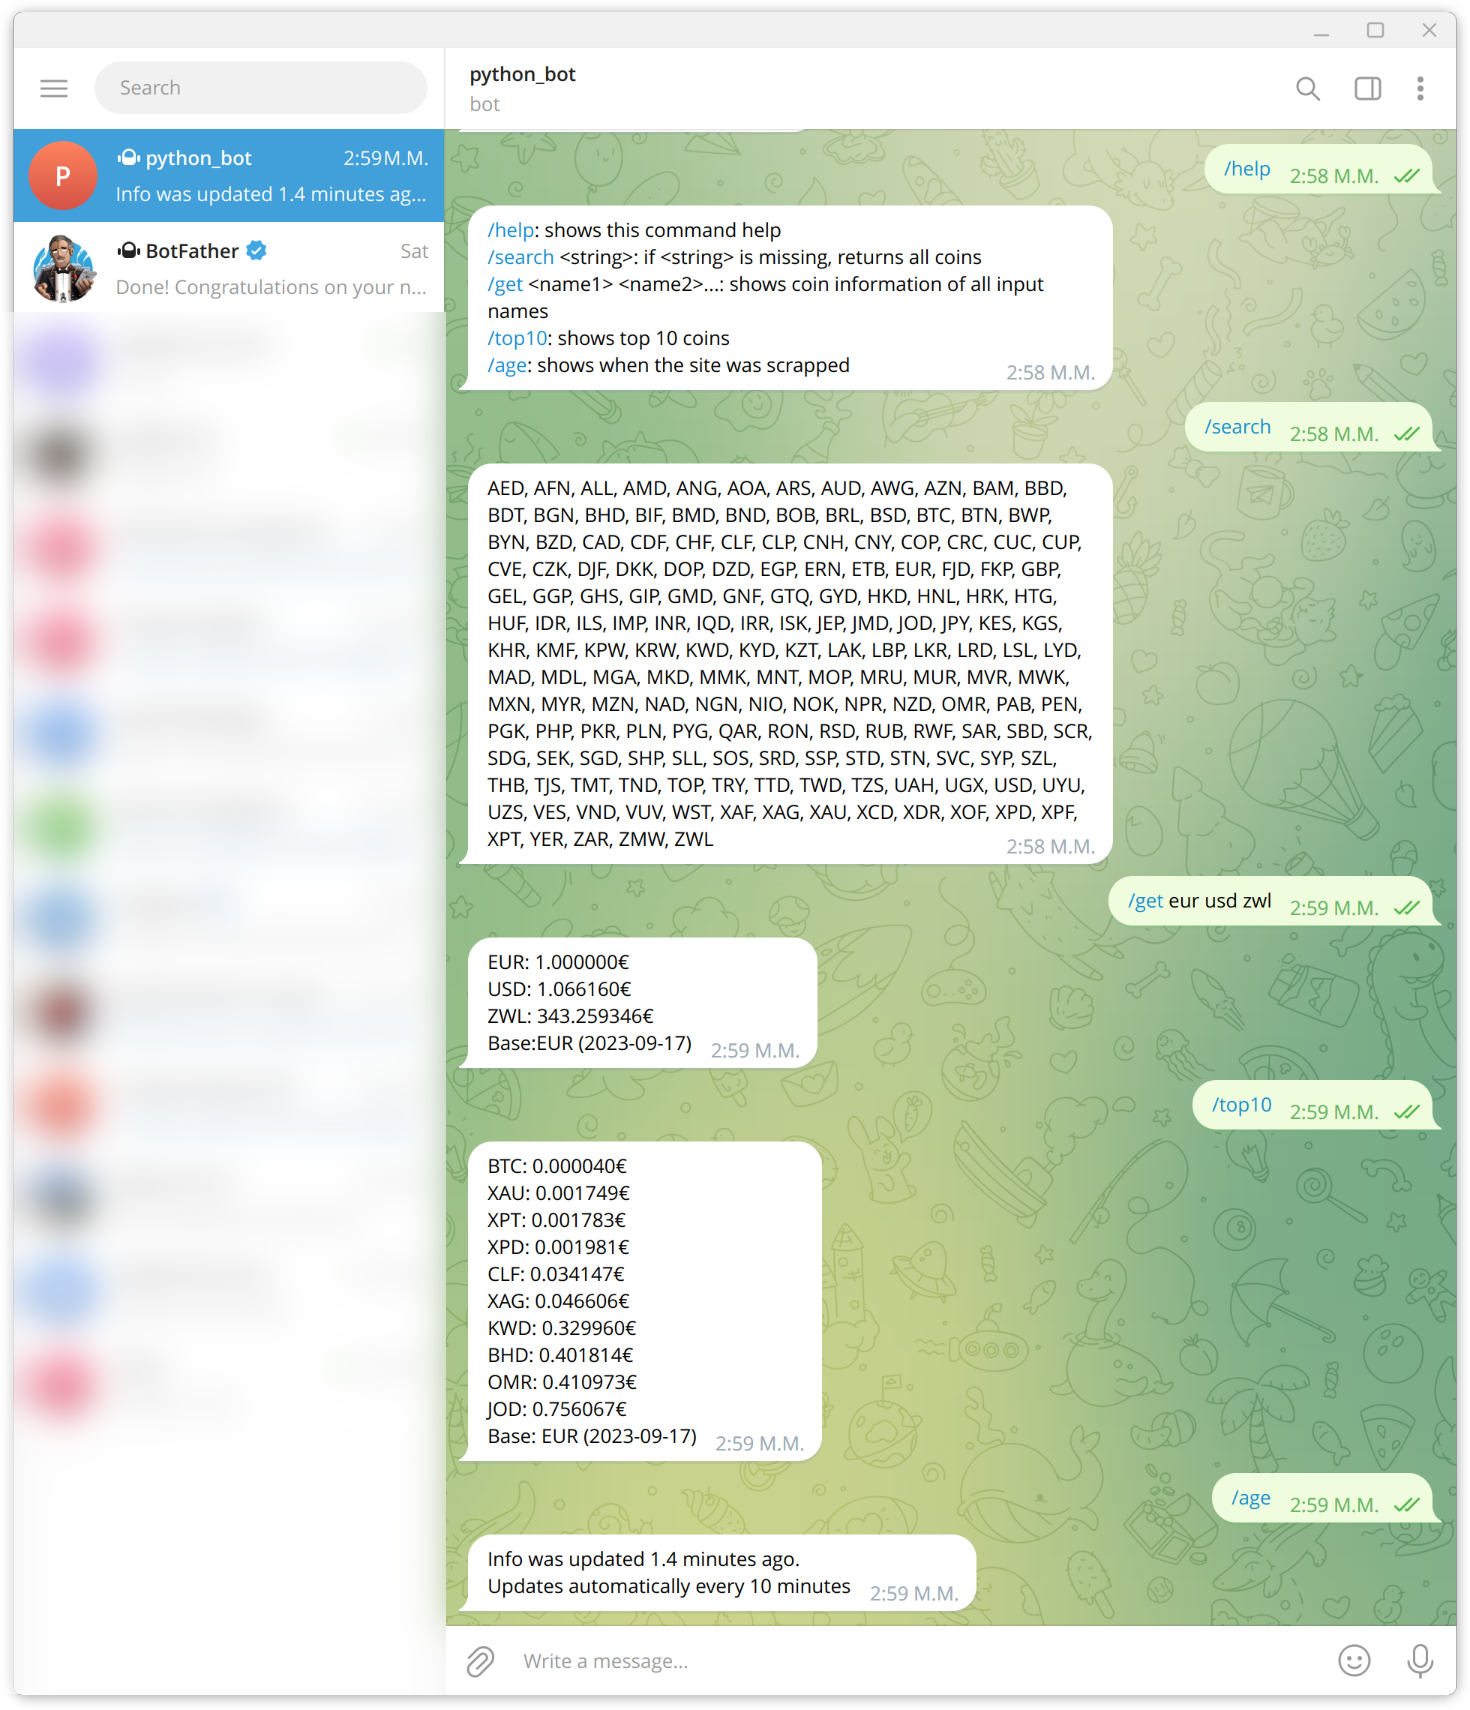 Search
python_bot
bot
P
python_bot 2:59 M.M.
Info was updated 1.4 minutes ag...
BotFather Sat
Done! Congratulations on your n...
/help 2:58 M.M.
/help: shows this command help
/search <string>: if <string> is missing, returns all coins
/get <name1> <name2>...: shows coin information of all input
names
/top10: shows top 10 coins
/age: shows when the site was scrapped
2:58 M.M.
/search 2:58 M.M.
AED, AFN, ALL, AMD, ANG, AOA, ARS, AUD, AWG, AZN, BAM, BBD,
BDT, BGN, BHD, BIF, BMD, BND, BOB, BRL, BSD, BTC, BTN, BWP,
BYN, BZD, CAD, CDF, CHF, CLF, CLP, CNH, CNY, COP, CRC, CUC, CUP,
CVE, CZK, DJF, DKK, DOP, DZD, EGP, ERN, ETB, EUR, FJD, FKP, GBP,
GEL, GGP, GHS, GIP, GMD, GNF, GTQ, GYD, HKD, HNL, HRK, HTG,
HUF, IDR, ILS, IMP, INR, IQD, IRR, ISK, JEP, JMD, JOD, JPY, KES, KGS,
KHR, KMF, KPW, KRW, KWD, KYD, KZT, LAK, LBP, LKR, LRD, LSL, LYD,
MAD, MDL, MGA, MKD, MMK, MNT, MOP, MRU, MUR, MVR, MWK,
MXN, MYR, MZN, NAD, NGN, NIO, NOK, NPR, NZD, OMR, PAB, PEN,
PGK, PHP, PKR, PLN, PYG, QAR, RON, RSD, RUB, RWF, SAR, SBD, SCR,
SDG, SEK, SGD, SHP, SLL, SOS, SRD, SSP, STD, STN, SVC, SYP, SZL,
THB, TJS, TMT, TND, TOP, TRY, TTD, TWD, TZS, UAH, UGX, USD, UYU,
UZS, VES, VND, VUV, WST, XAF, XAG, XAU, XCD, XDR, XOF, XPD, XPF,
XPT, YER, ZAR, ZMW, ZWL
2:58 M.M.
/get eur usd zwl 2:59 M.M.
EUR: 1.000000€
USD: 1.066160€
ZWL: 343.259346€
Base:EUR (2023-09-17) 2:59 M.M.
/top10 2:59 M.M.
BTC: 0.000040€
XAU: 0.001749€
XPT: 0.001783€
XPD: 0.001981€
CLF: 0.034147€
XAG: 0.046606€
KWD: 0.329960€
BHD: 0.401814€
OMR: 0.410973€
JOD: 0.756067€
Base: EUR (2023-09-17) 2:59 M.M.
/age 2:59 M.M.
Info was updated 1.4 minutes ago.
Updates automatically every 10 minutes 2:59 M.M.
Write a message...